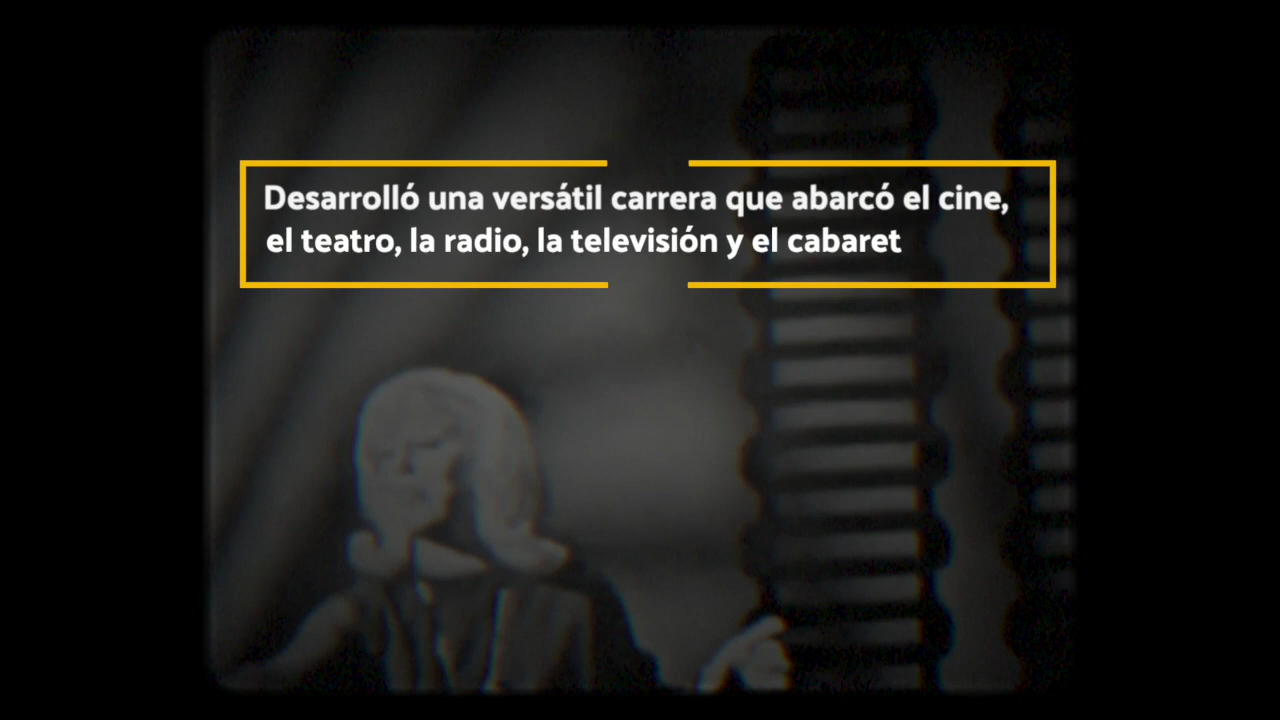 Desarrolló una versátil carrera que abarcó el cine,
el teatro, la radio, la televisión y el cabaret